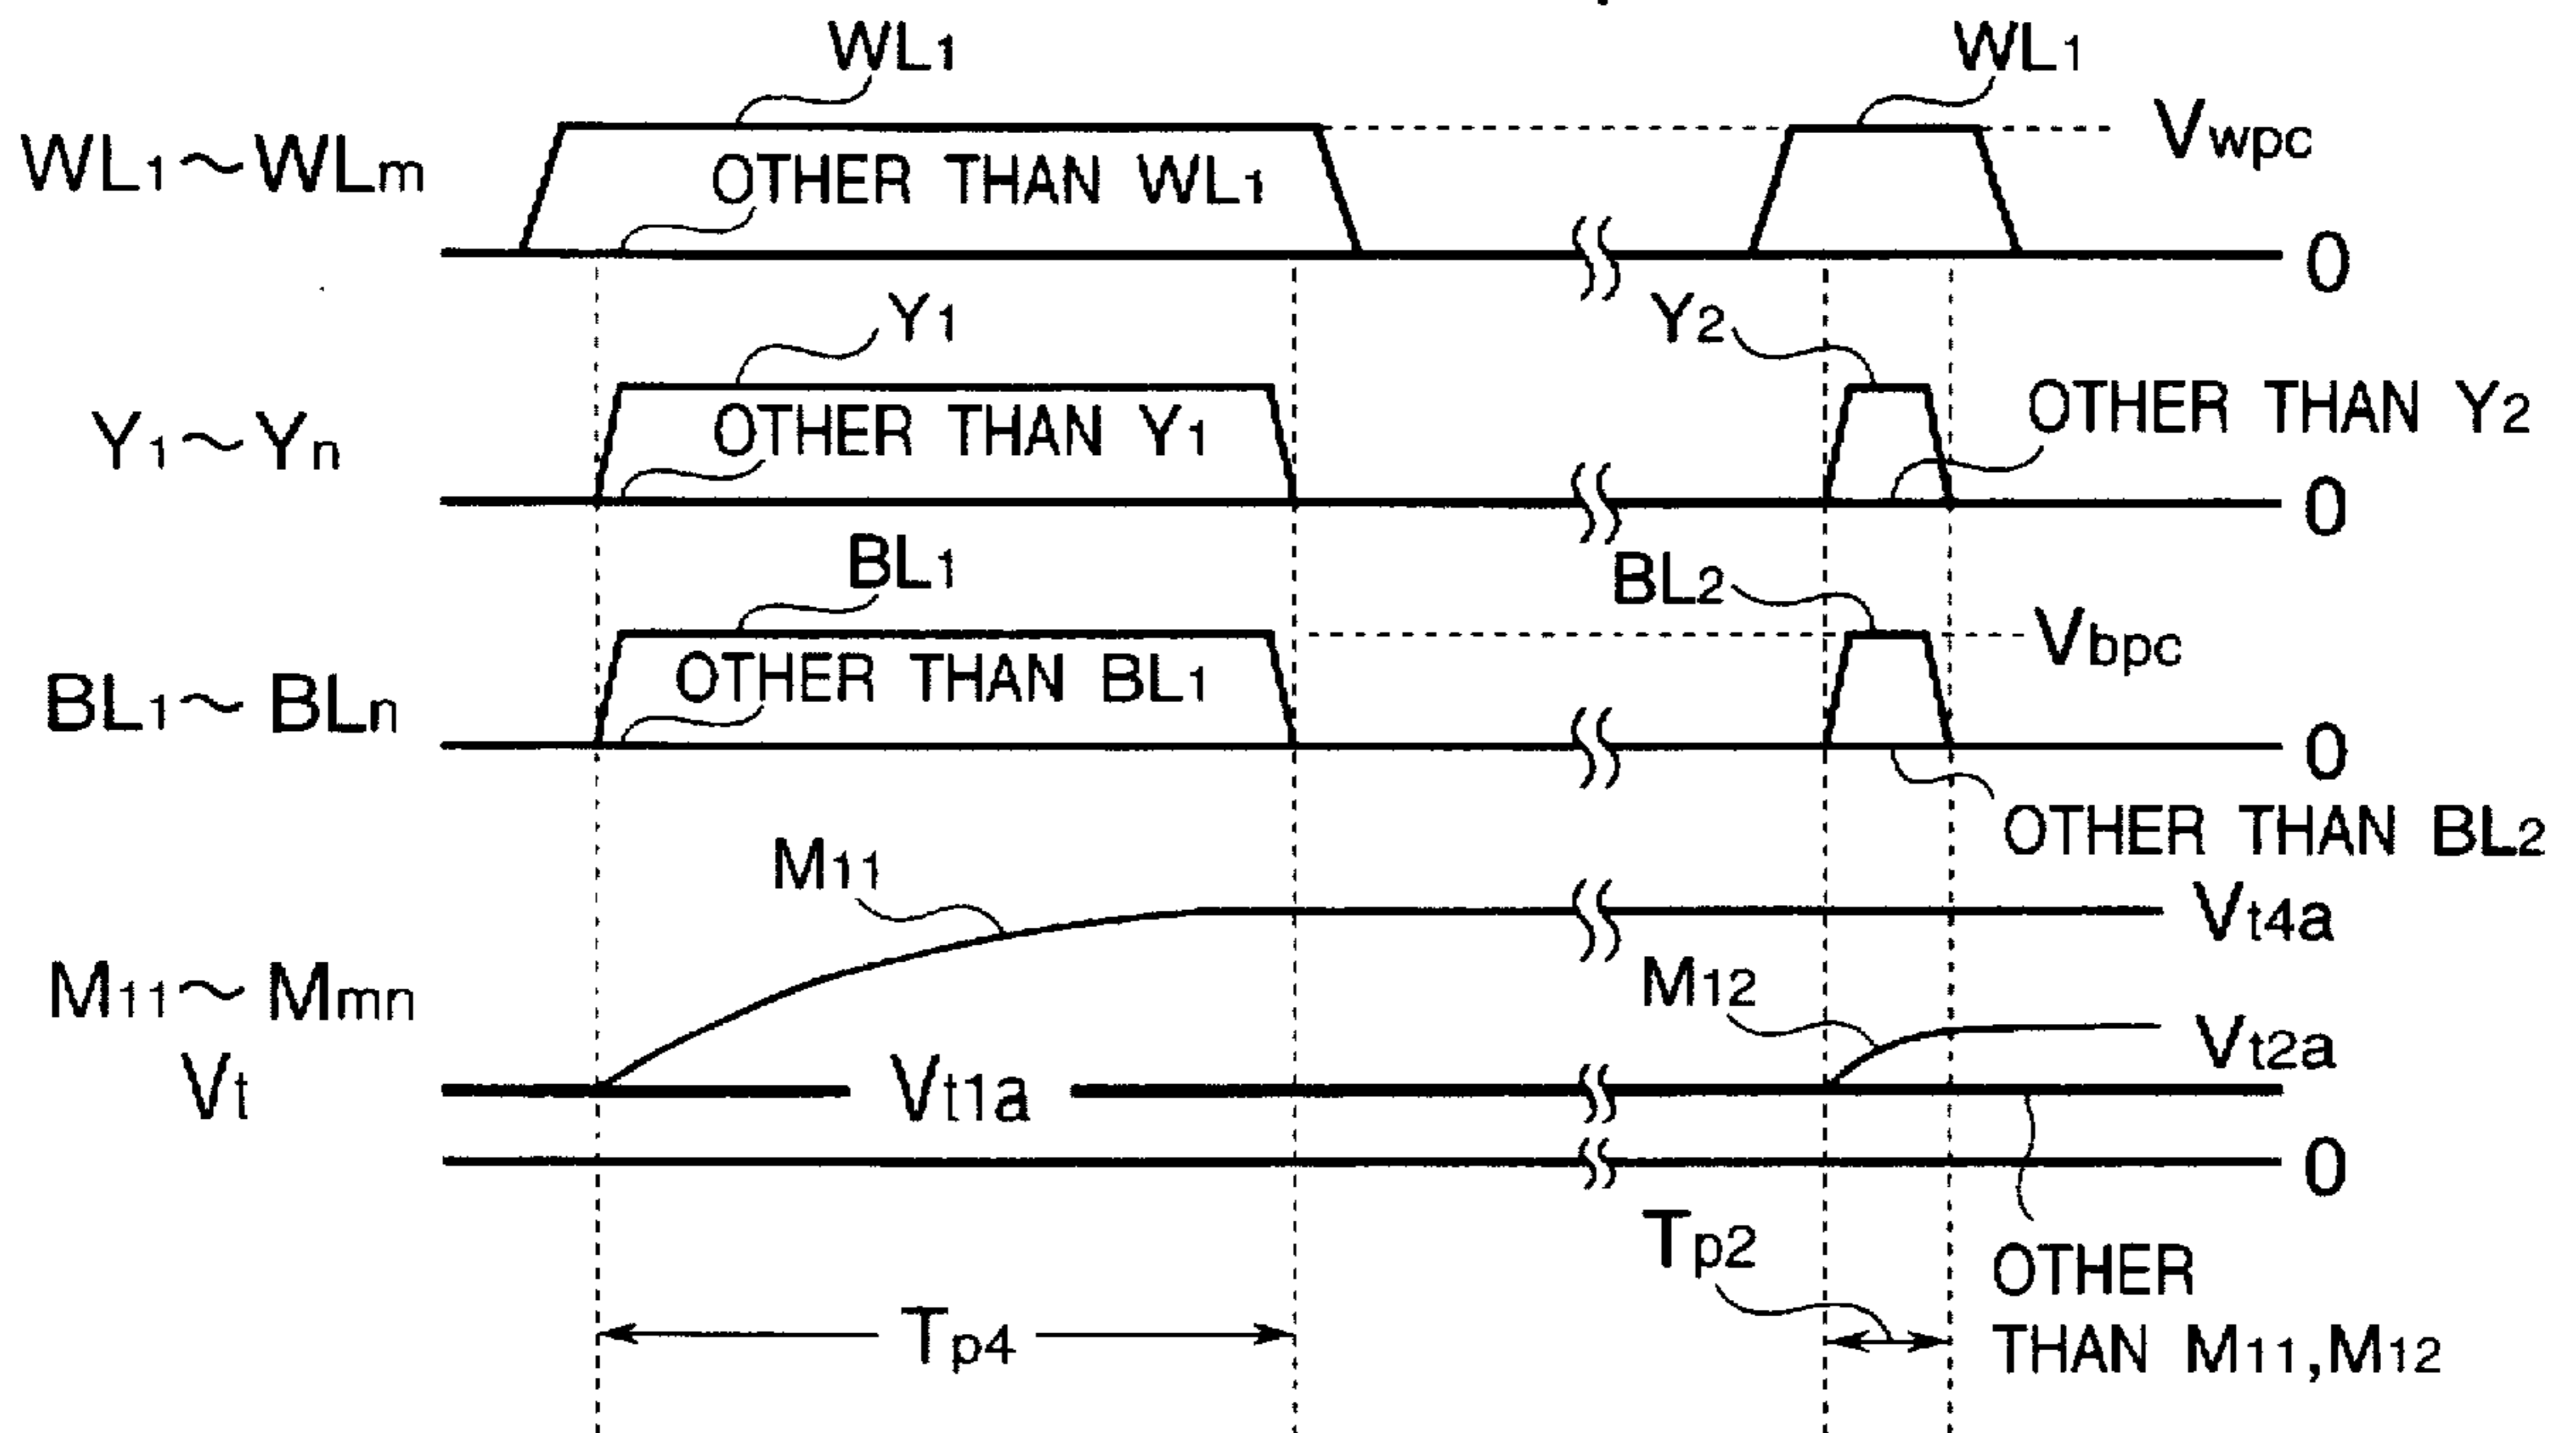 WL1
WL1
WL1~WLm
OTHER THAN WL1
Vwpc
0
Y1
Y2
Y1~Yn
OTHER THAN Y1
OTHER THAN Y2
0
BL1
BL2
BL1~BLn
OTHER THAN BL1
Vbpc
0
OTHER THAN BL2
M11
Vt4a
M11~Mmn
Vt
M12
Vt2a
Vt1a
0
Tp2
Tp4
OTHER
THAN M11,M12